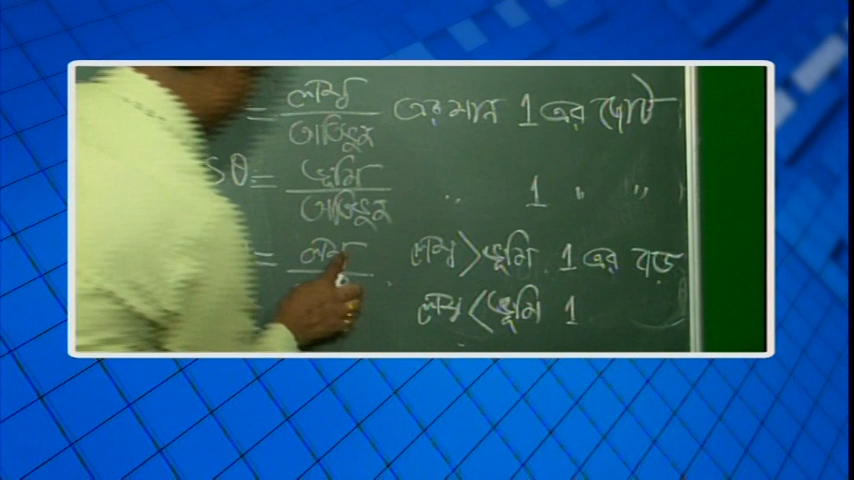 = লম্ব / অতিভুজ এর মান 1 এর ছোট
Sθ = ভূমি / অতিভুজ " 1 " "
= লম্ব লম্ব > ভূমি 1 এর বড়
লম্ব < ভূমি 1